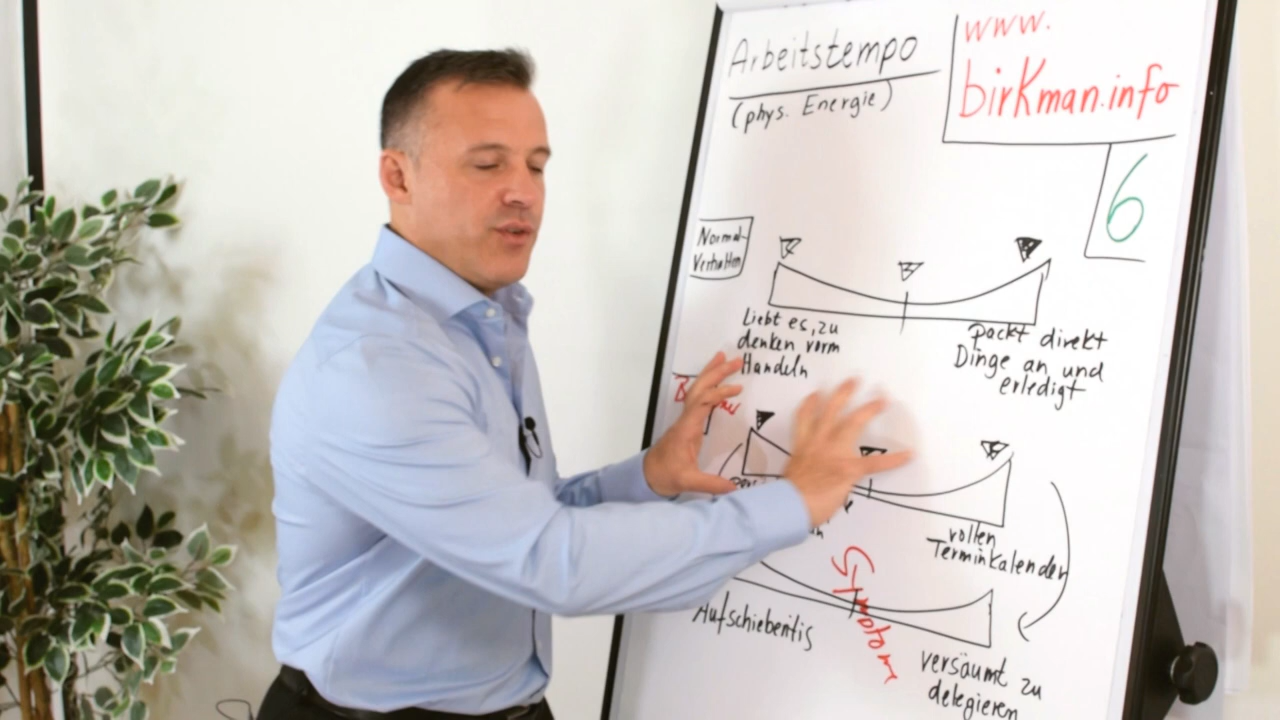 Arbeitstempo
(phys. Energie)
www.
birkman.info
6
Normal-
Verhalten
Liebt es, zu
denken vorm
Handeln
packt direkt
Dinge an und
erledigt
vollen
Terminkalender
Symptom
Aufschieberitis
versäumt zu
delegieren